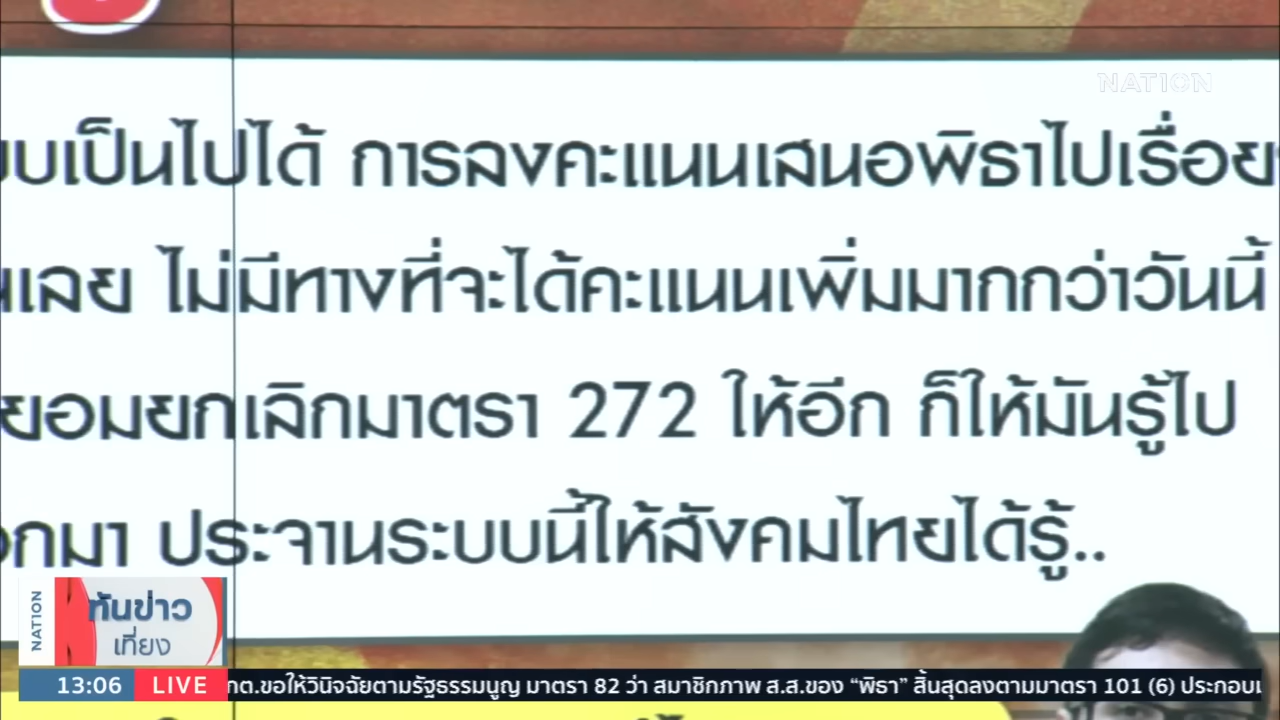 NATION
เป็นไปได้ การลงคะแนนเสนอพิธาไปเรื่อย
เลย ไม่มีทางที่จะได้คะแนนเพิ่มมากกว่าวันนี้
ยอมยกเลิกมาตรา 272 ให้อีก ก็ให้มันรู้ไป
ประจานระบบนี้ให้สังคมไทยได้รู้..
NATION
ทันข่าว
เที่ยง
13:06 LIVE กกต.ขอให้วินิจฉัยตามรัฐธรรมนูญ มาตรา 82 ว่า สมาชิกภาพ ส.ส.ของ “พิธา” สิ้นสุดลงตามมาตรา 101 (6)